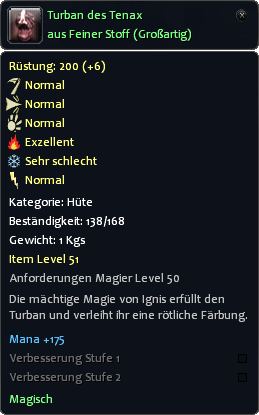 Turban des Tenax
aus Feiner Stoff (Großartig)
Rüstung: 200 (+6)
Normal
Normal
Normal
Exzellent
Sehr schlecht
Normal
Kategorie: Hüte
Beständigkeit: 138/168
Gewicht: 1 Kgs
Item Level 51
Anforderungen Magier Level 50
Die mächtige Magie von Ignis erfüllt den
Turban und verleiht ihr eine rötliche Färbung.
Mana +175
Verbesserung Stufe 1
Verbesserung Stufe 2
Magisch